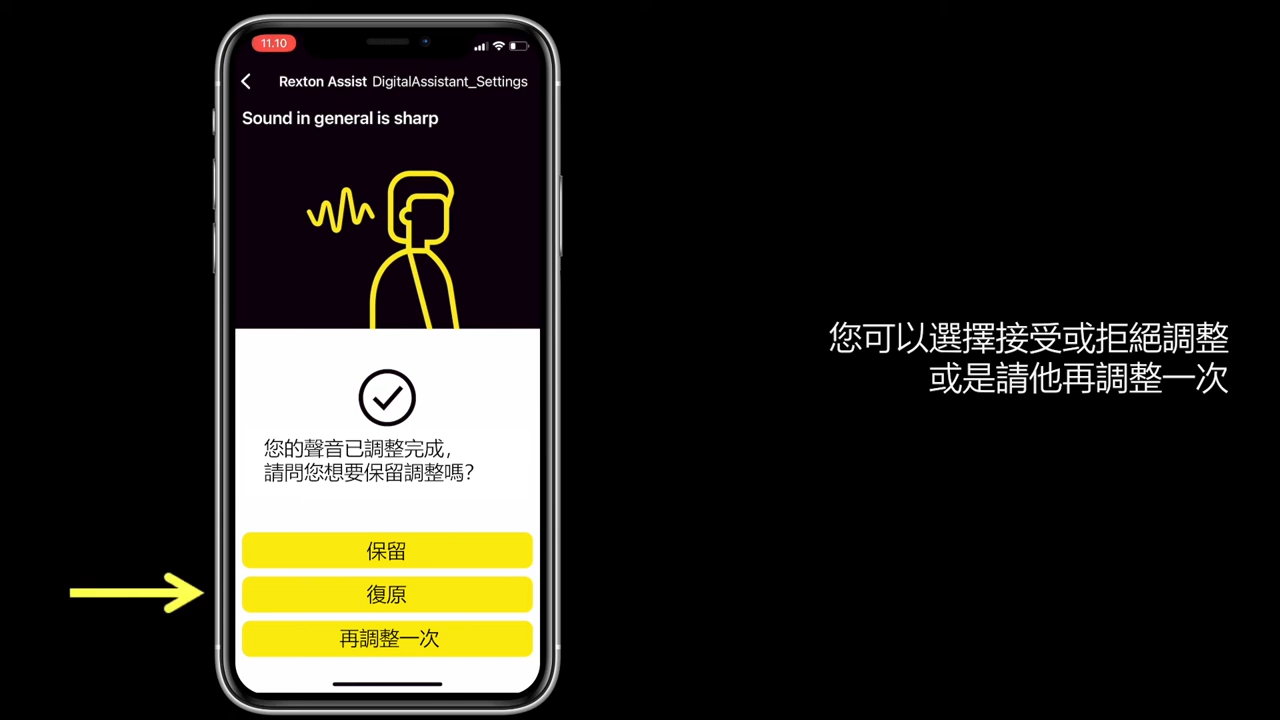 11.10
Rexton Assist DigitalAssistant_Settings
Sound in general is sharp
您的聲音已調整完成,
請問您想要保留調整嗎?
保留
復原
再調整一次
您可以選擇接受或拒絕調整
或是請他再調整一次